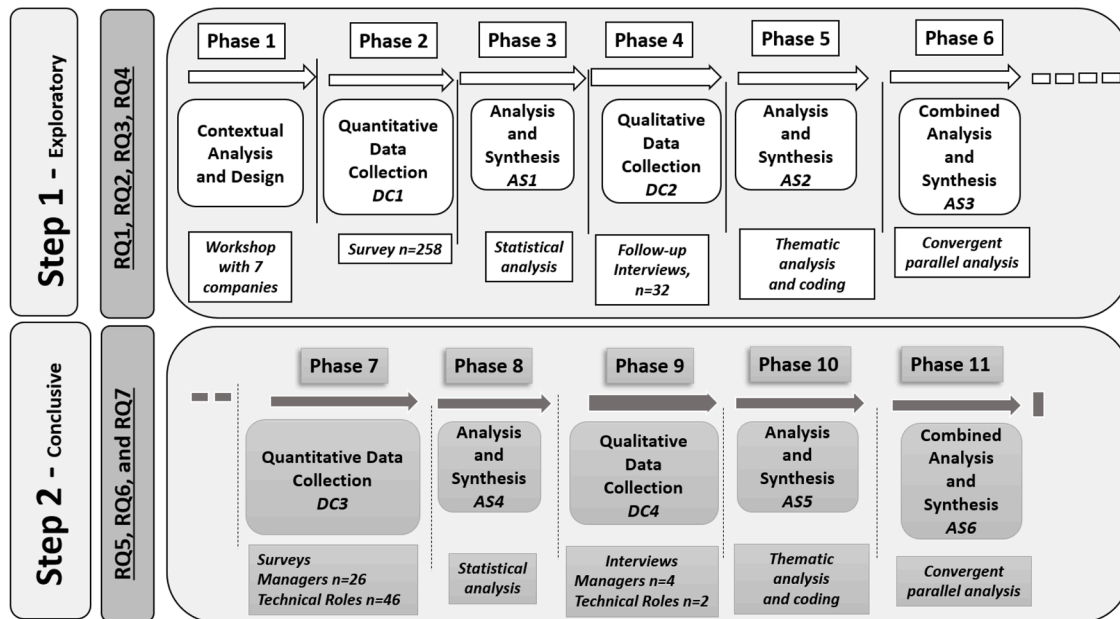 Step 1 - Exploratory
RQ1, RQ2, RQ3, RQ4
Phase 1
Contextual
Analysis
and Design
Workshop
with 7
companies
Phase 2
Quantitative
Data
Collection
DC1
Survey n=258
Phase 3
Analysis
and
Synthesis
AS1
Statistical
analysis
Phase 4
Qualitative
Data
Collection
DC2
Follow-up
Interviews,
n=32
Phase 5
Analysis
and
Synthesis
AS2
Thematic
analysis
and coding
Phase 6
Combined
Analysis
and
Synthesis
AS3
Convergent
parallel analysis
Step 2 - Conclusive
RQ5, RQ6, and RQ7
Phase 7
Quantitative Data
Collection
DC3
Surveys
Managers n=26
Technical Roles n=46
Phase 8
Analysis
and
Synthesis
AS4
Statistical
analysis
Phase 9
Qualitative
Data
Collection
DC4
Interviews
Managers n=4
Technical Roles n=2
Phase 10
Analysis
and
Synthesis
AS5
Thematic
analysis
and coding
Phase 11
Combined
Analysis
and
Synthesis
AS6
Convergent
parallel analysis